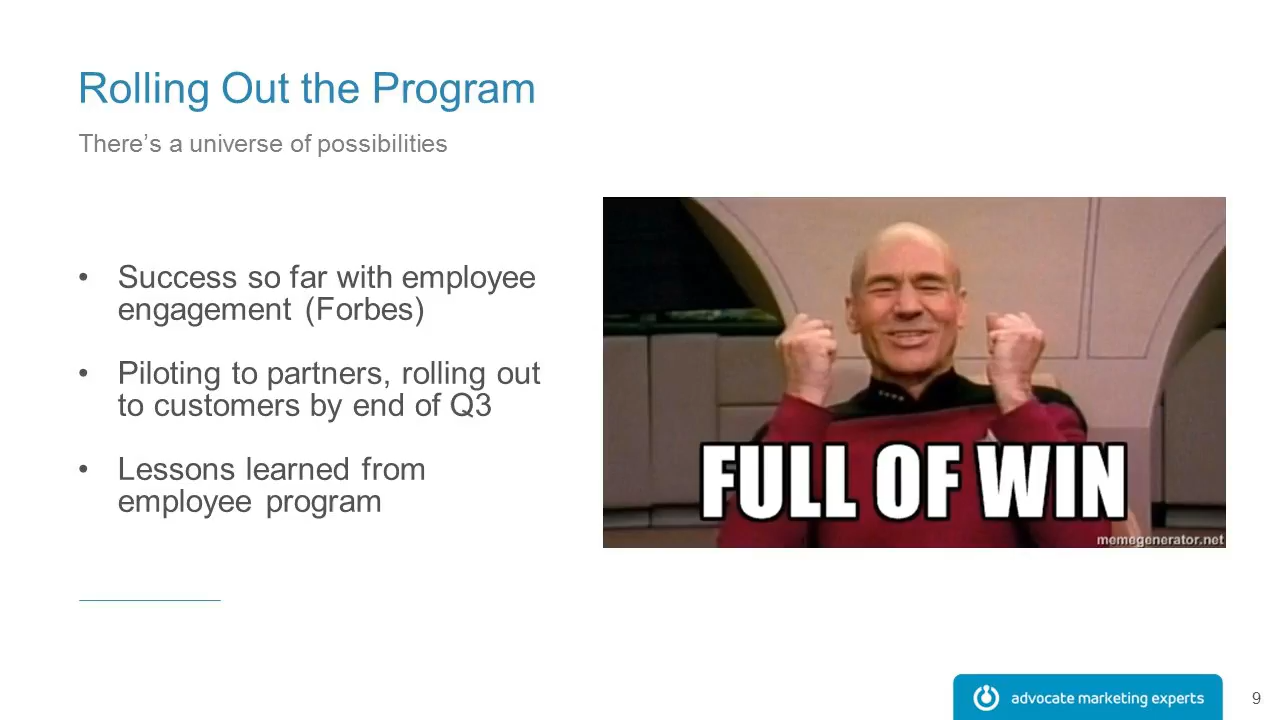 Rolling Out the Program
There’s a universe of possibilities
• Success so far with employee
engagement (Forbes)
• Piloting to partners, rolling out
to customers by end of Q3
• Lessons learned from
employee program
FULL OF WIN
memegenerator.net
advocate marketing experts
9